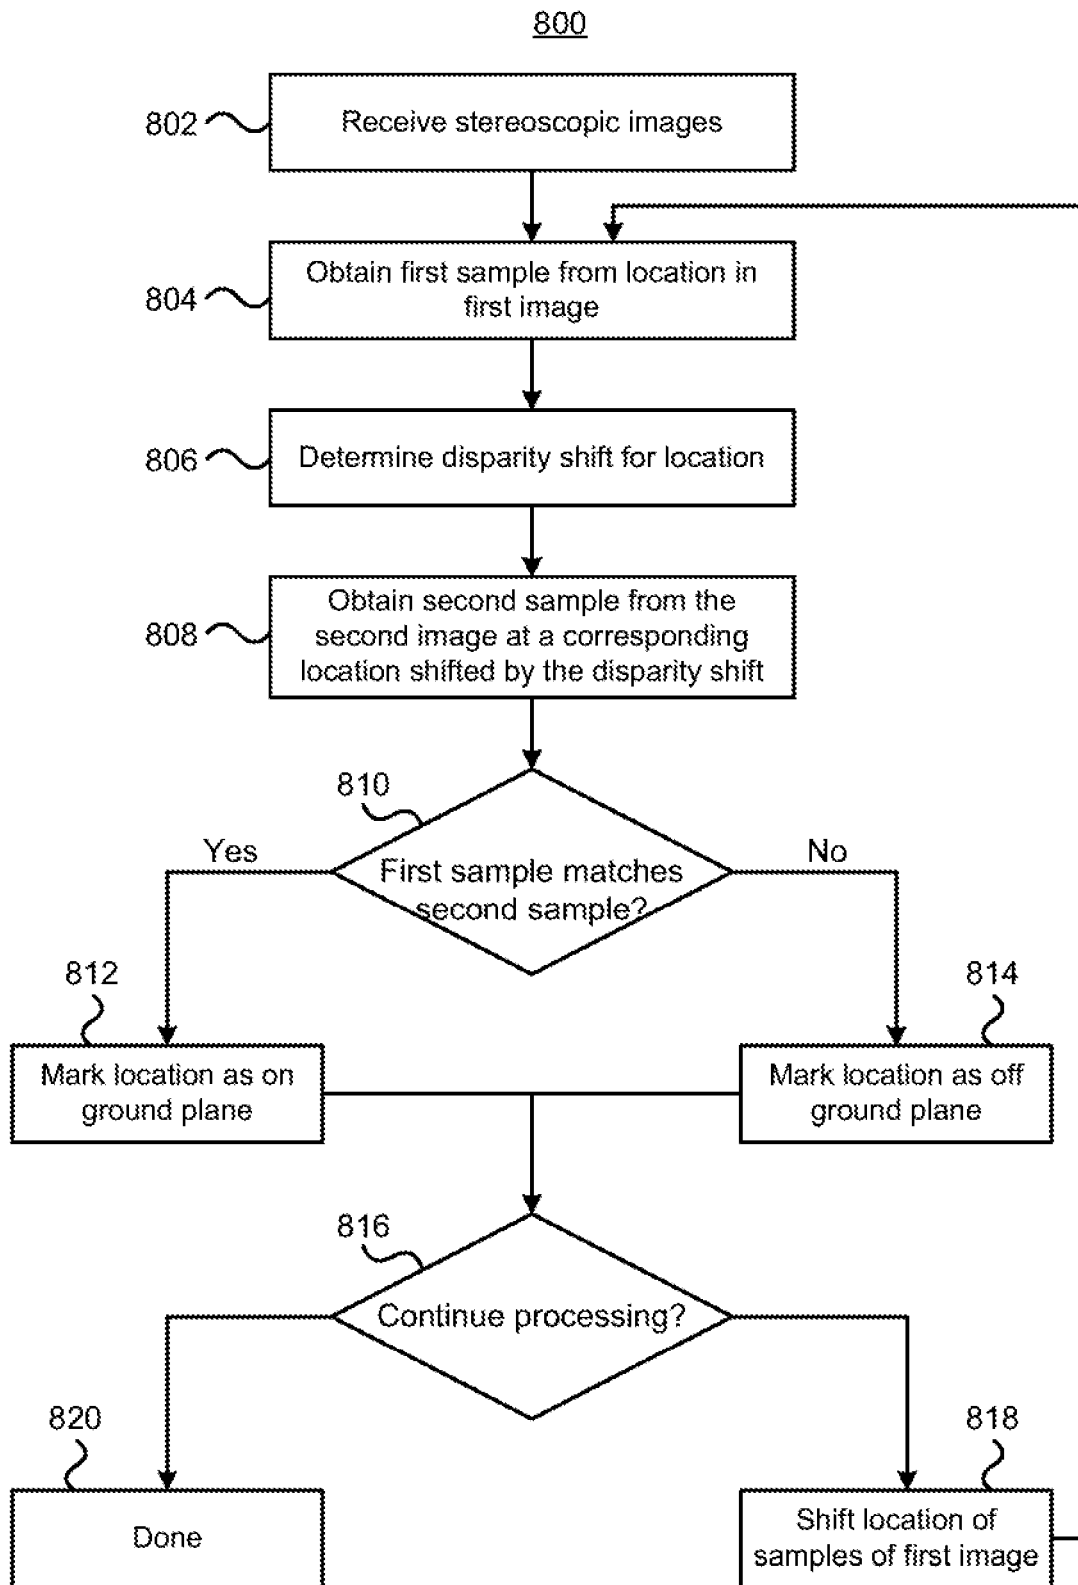 800
802
Receive stereoscopic images
804
Obtain first sample from location in
first image
806
Determine disparity shift for location
808
Obtain second sample from the
second image at a corresponding
location shifted by the disparity shift
810
Yes
No
First sample matches
second sample?
812
814
Mark location as on
ground plane
Mark location as off
ground plane
816
Continue processing?
820
818
Done
Shift location of
samples of first image